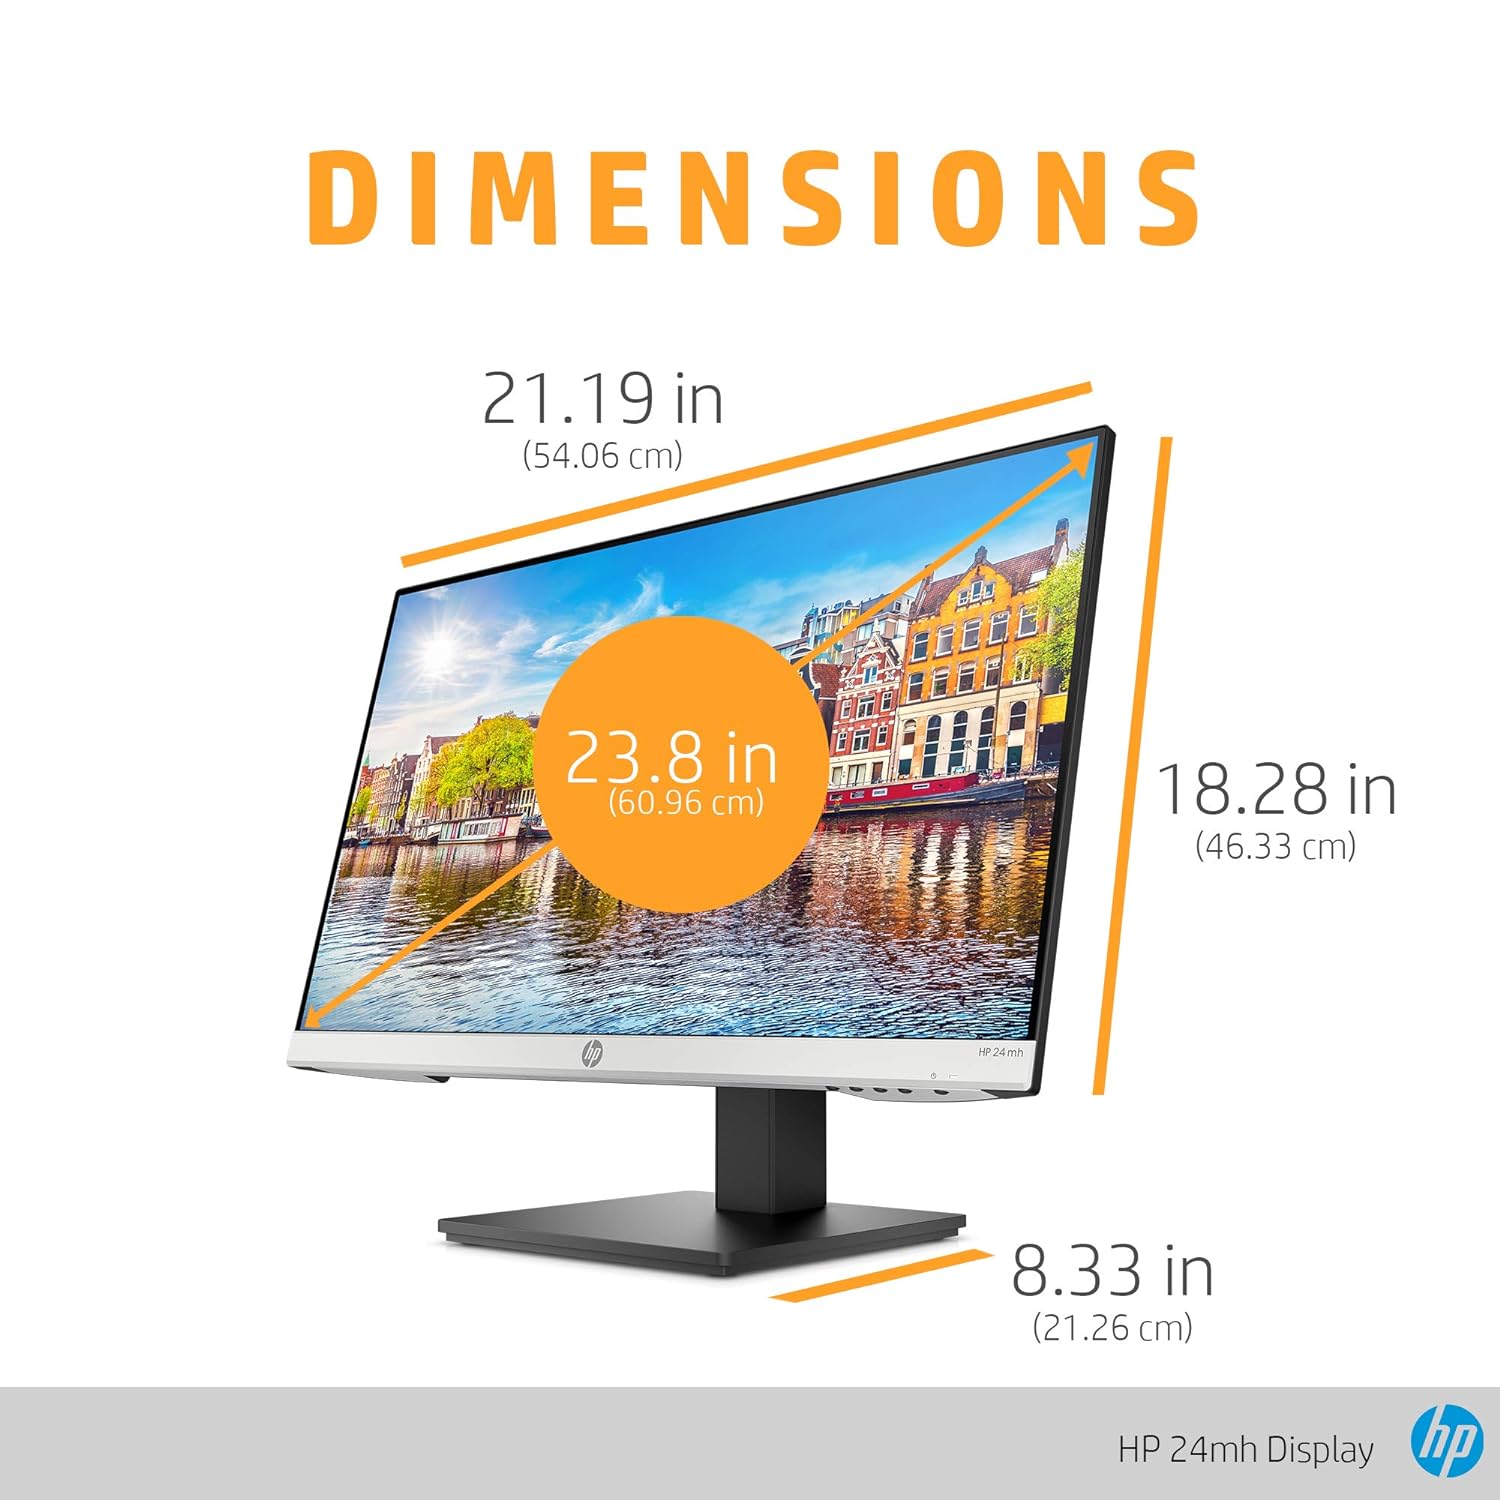 DIMENSIONS
21.19 in
(54.06 cm)
23.8 in
(60.96 cm)
18.28 in
(46.33 cm)
hp
HP 24mh
8.33 in
(21.26 cm)
HP 24mh Display
hp